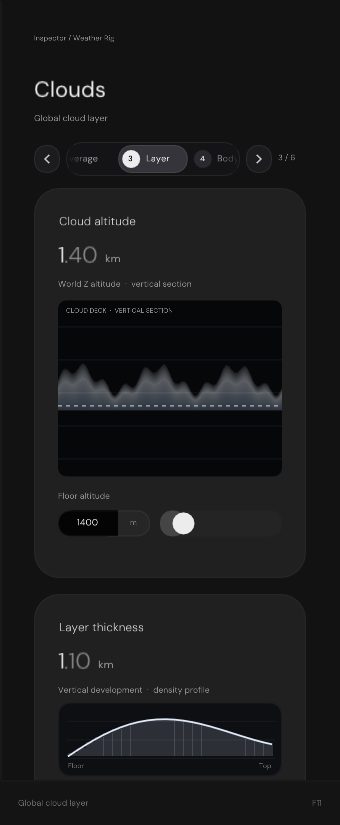 Inspector / Weather Rig
Clouds
Global cloud layer
verage 3 Layer 4 Body 3 / 6
Cloud altitude
1.40 km
World Z altitude · vertical section
CLOUD DECK · VERTICAL SECTION
Floor altitude
1400 m
Layer thickness
1.10 km
Vertical development · density profile
Floor Top
Global cloud layer F11